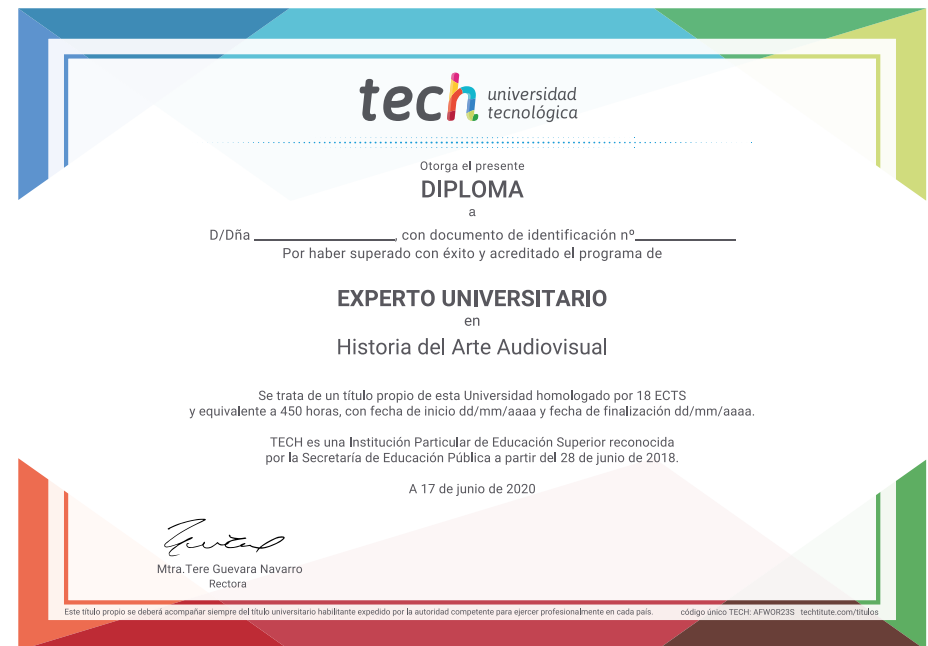 tech universidad
tecnológica
Otorga el presente
DIPLOMA
a
D/Dña ____________________, con documento de identificación nº______________
Por haber superado con éxito y acreditado el programa de
EXPERTO UNIVERSITARIO
en
Historia del Arte Audiovisual
Se trata de un título propio de esta Universidad homologado por 18 ECTS
y equivalente a 450 horas, con fecha de inicio dd/mm/aaaa y fecha de finalización dd/mm/aaaa.
TECH es una Institución Particular de Educación Superior reconocida
por la Secretaría de Educación Pública a partir del 28 de junio de 2018.
A 17 de junio de 2020
Mtra.Tere Guevara Navarro
Rectora
Este título propio se deberá acompañar siempre del título universitario habilitante expedido por la autoridad competente para ejercer profesionalmente en cada país. código único TECH: AFWOR23S techtitute.com/titulos